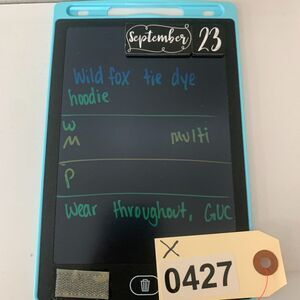 September 23
Wild fox tie dye
hoodie
W
M multi
P
Wear throughout, GUC
X
0427